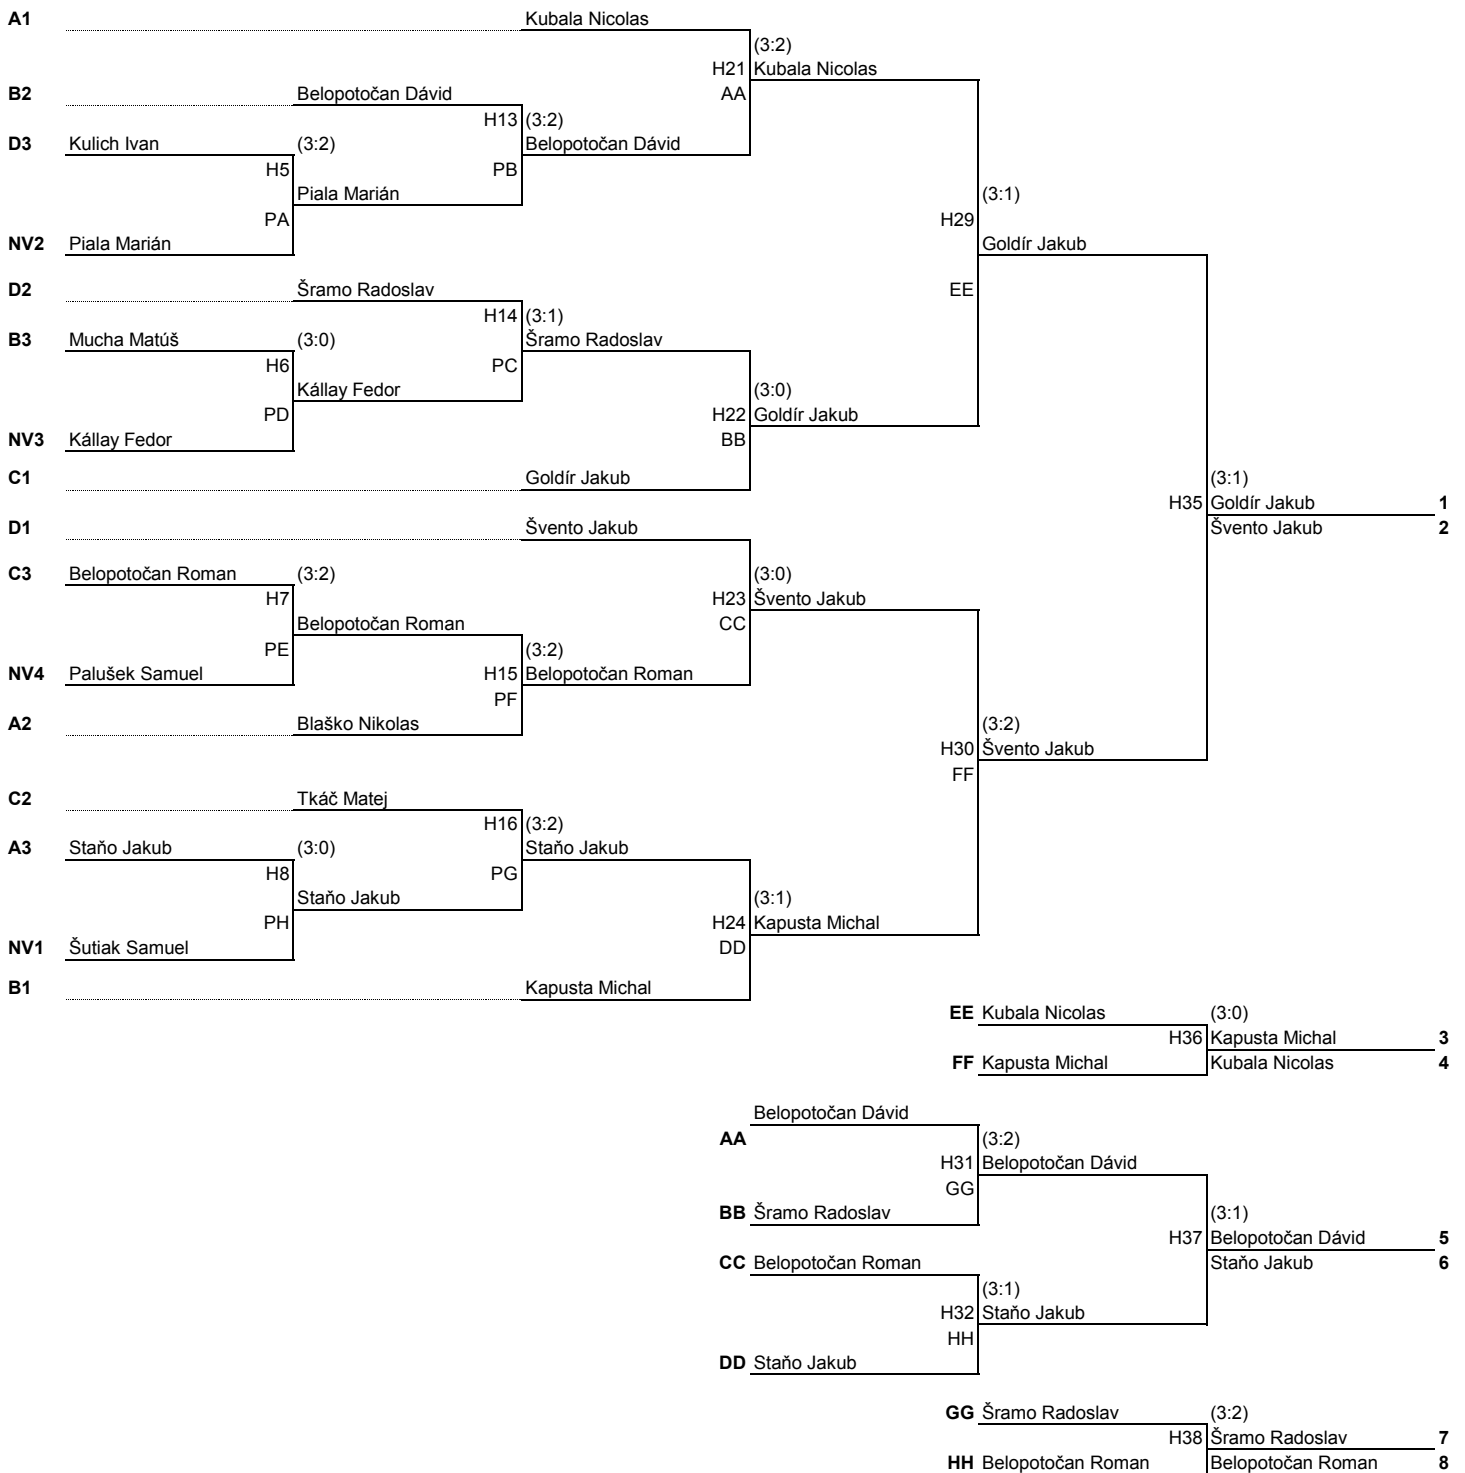 A1 Kubala Nicolas
(3:2)
H21 Kubala Nicolas
B2 Belopotočan Dávid AA
H13 (3:2)
D3 Kulich Ivan (3:2) Belopotočan Dávid
H5 PB
Piala Marián (3:1)
PA H29
NV2 Piala Marián Goldír Jakub
D2 Šramo Radoslav EE
H14 (3:1)
B3 Mucha Matúš (3:0) Šramo Radoslav
H6 PC
Kállay Fedor (3:0)
PD H22 Goldír Jakub
NV3 Kállay Fedor BB
C1 Goldír Jakub (3:1)
H35 Goldír Jakub 1
D1 Švento Jakub Švento Jakub 2
C3 Belopotočan Roman (3:2) (3:0)
H7 H23 Švento Jakub
Belopotočan Roman CC
PE (3:2)
NV4 Palušek Samuel H15 Belopotočan Roman
PF
A2 Blaško Nikolas (3:2)
H30 Švento Jakub
FF
C2 Tkáč Matej
H16 (3:2)
A3 Staňo Jakub (3:0) Staňo Jakub
H8 PG
Staňo Jakub (3:1)
PH H24 Kapusta Michal
NV1 Šutiak Samuel DD
B1 Kapusta Michal
EE Kubala Nicolas (3:0)
H36 Kapusta Michal 3
FF Kapusta Michal Kubala Nicolas 4
Belopotočan Dávid
AA (3:2)
H31 Belopotočan Dávid
GG
BB Šramo Radoslav (3:1)
H37 Belopotočan Dávid 5
CC Belopotočan Roman Staňo Jakub 6
(3:1)
H32 Staňo Jakub
HH
DD Staňo Jakub
GG Šramo Radoslav (3:2)
H38 Šramo Radoslav 7
HH Belopotočan Roman Belopotočan Roman 8